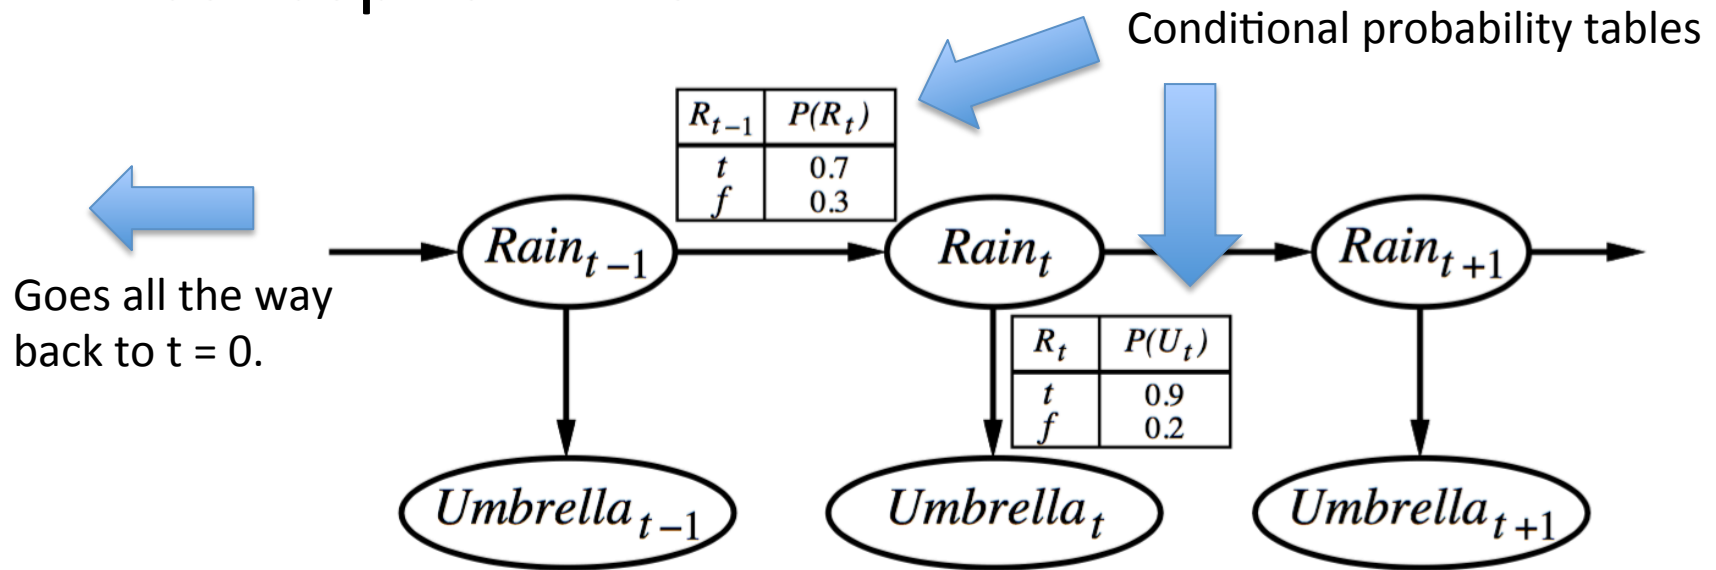 Conditional probability tables
R_{t-1} P(R_t)
t 0.7
f 0.3
Rain_{t-1} Rain_t Rain_{t+1}
Goes all the way
back to t = 0.
R_t P(U_t)
t 0.9
f 0.2
Umbrella_{t-1} Umbrella_t Umbrella_{t+1}